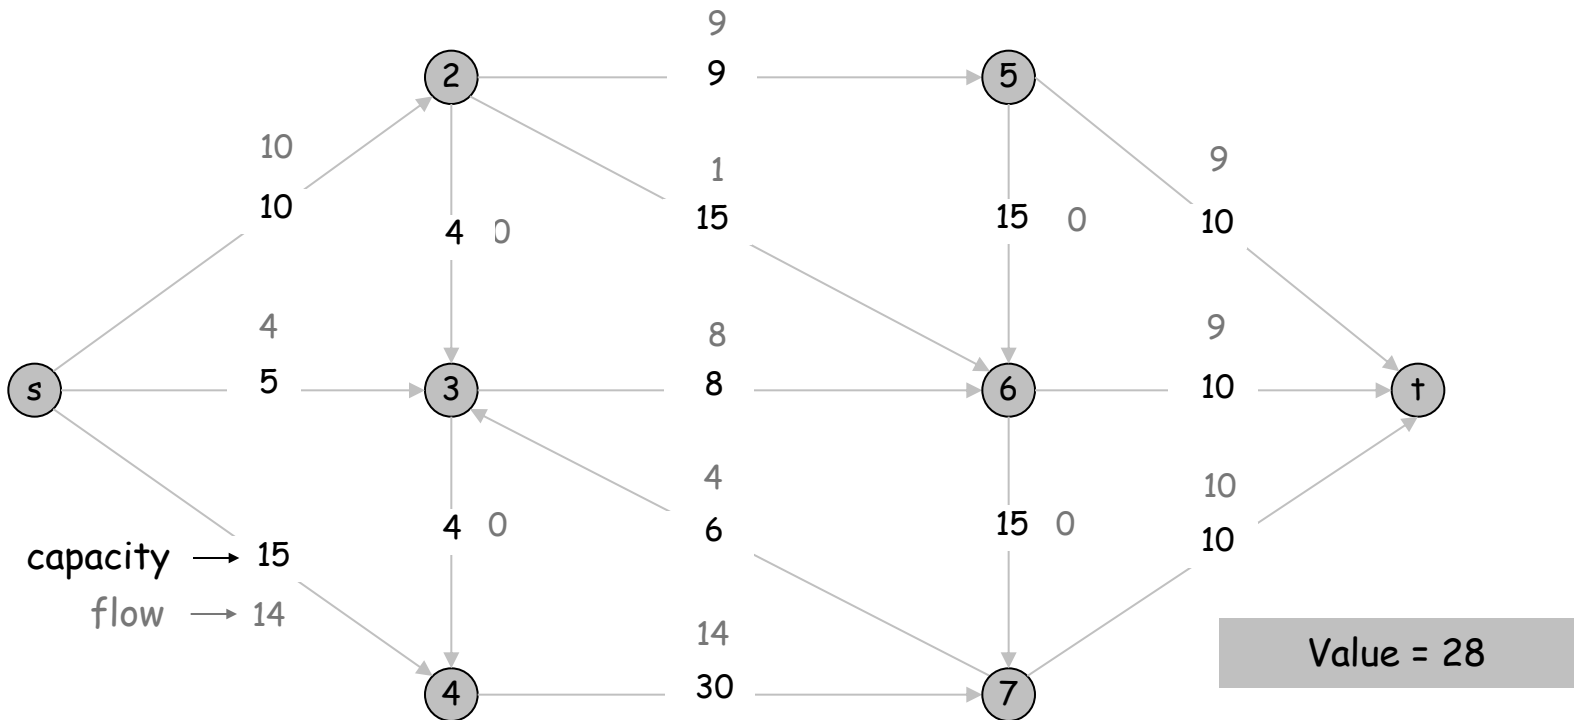 9
2 9 5
10 1 9
10 15 15 0 10
4 0
4 8 9
s 5 3 8 6 10 t
4 10
4 0 6 15 0 10
capacity → 15
flow → 14
14
4 30 7
Value = 28